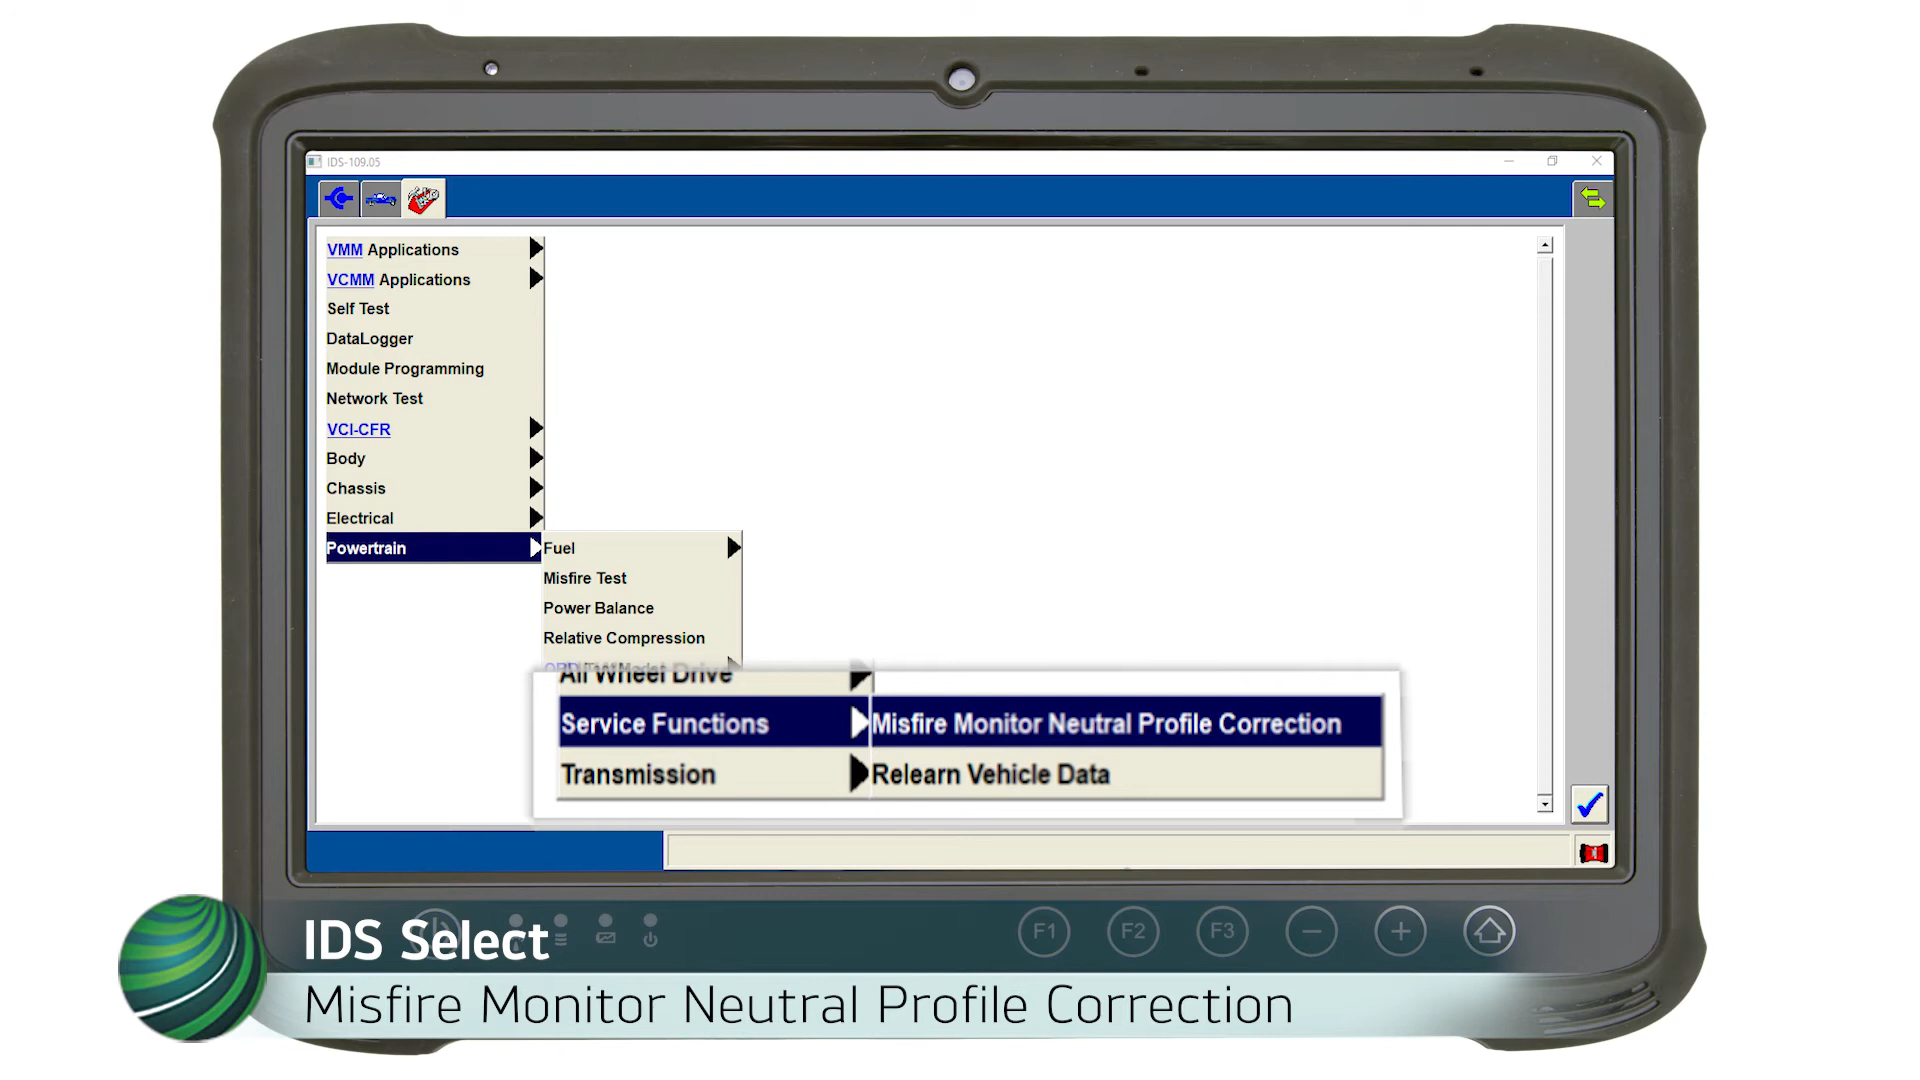 IDS-109.05
VMM Applications
VCMM Applications
Self Test
DataLogger
Module Programming
Network Test
VCI-CFR
Body
Chassis
Electrical
Powertrain
Fuel
Misfire Test
Power Balance
Relative Compression
All Wheel Drive
Service Functions
Misfire Monitor Neutral Profile Correction
Transmission
Relearn Vehicle Data
F1 F2 F3
IDS Select
Misfire Monitor Neutral Profile Correction